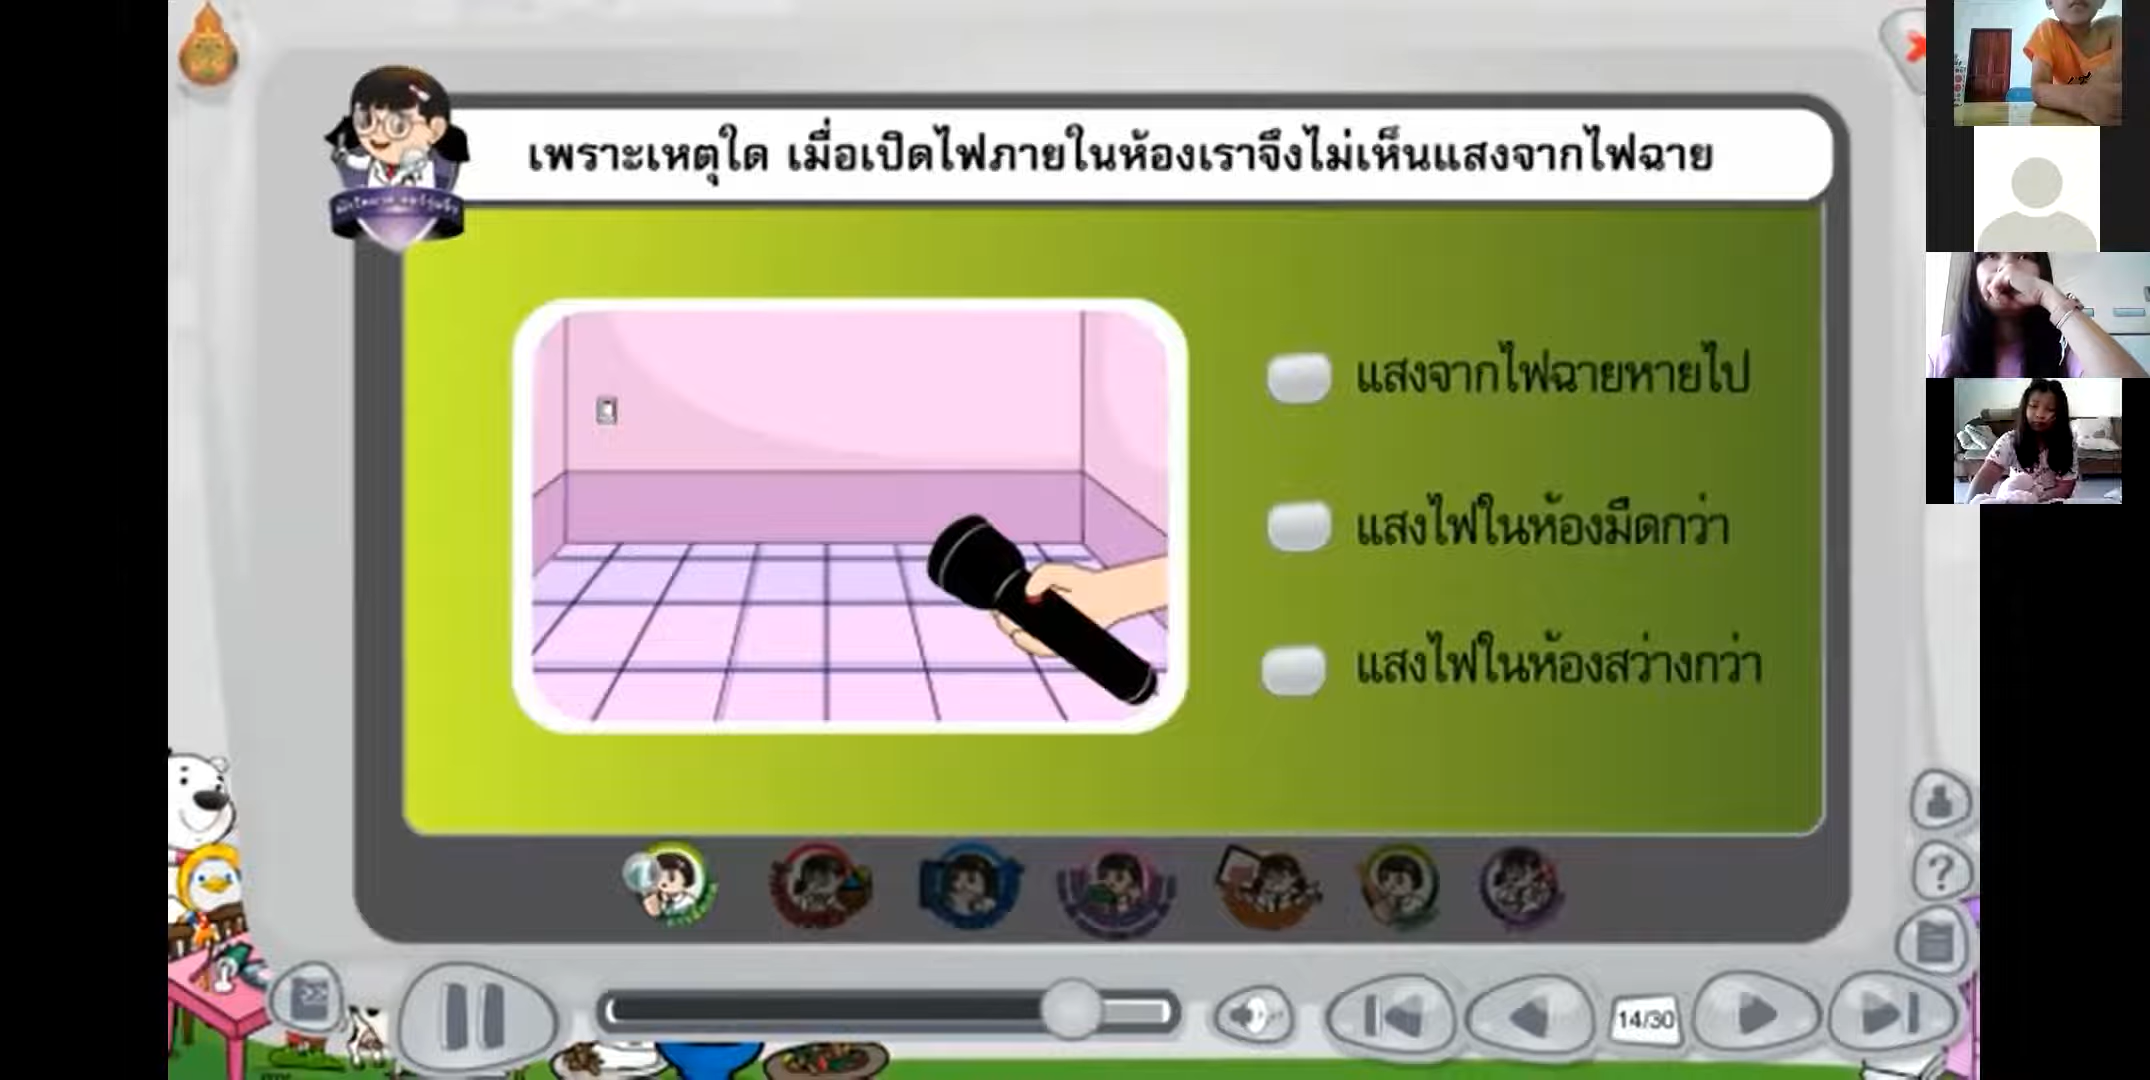 เพราะเหตุใด เมื่อเปิดไฟภายในห้องเราจึงไม่เห็นแสงจากไฟฉาย
แสงจากไฟฉายหายไป
แสงไฟในห้องมืดกว่า
แสงไฟในห้องสว่างกว่า
?
14/30